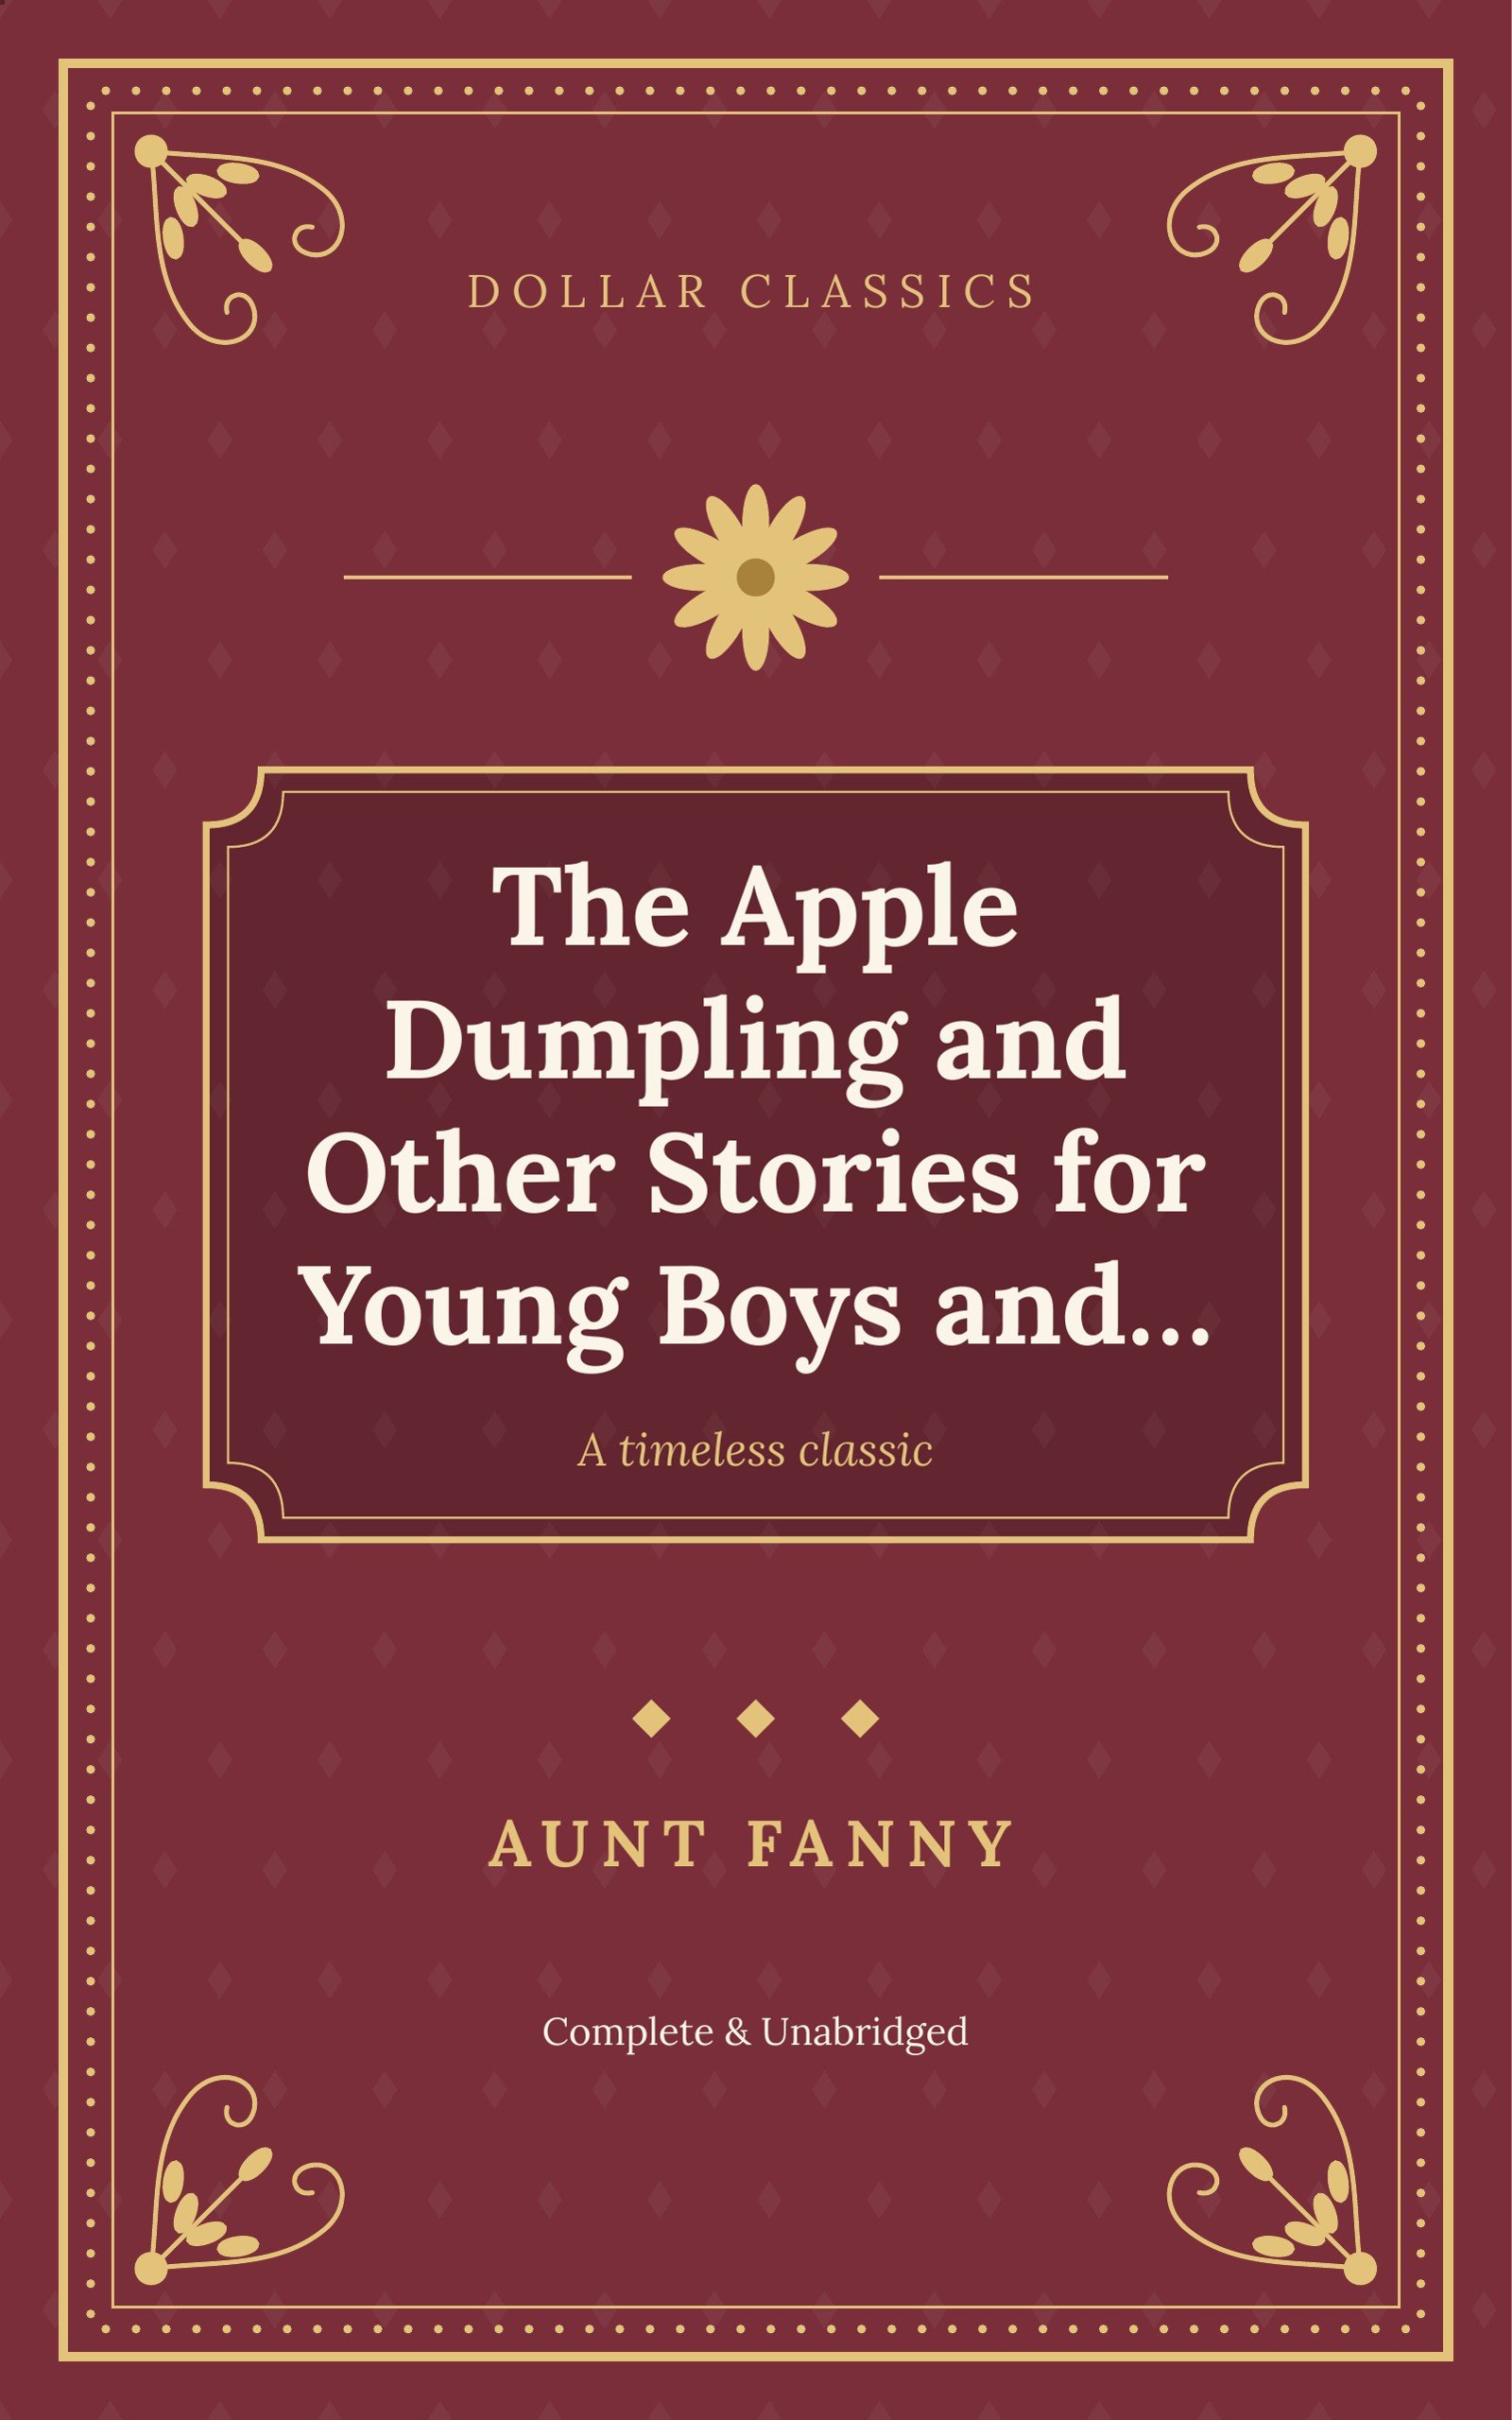 DOLLAR CLASSICS
The Apple
Dumpling and
Other Stories for
Young Boys and...
A timeless classic
AUNT FANNY
Complete & Unabridged